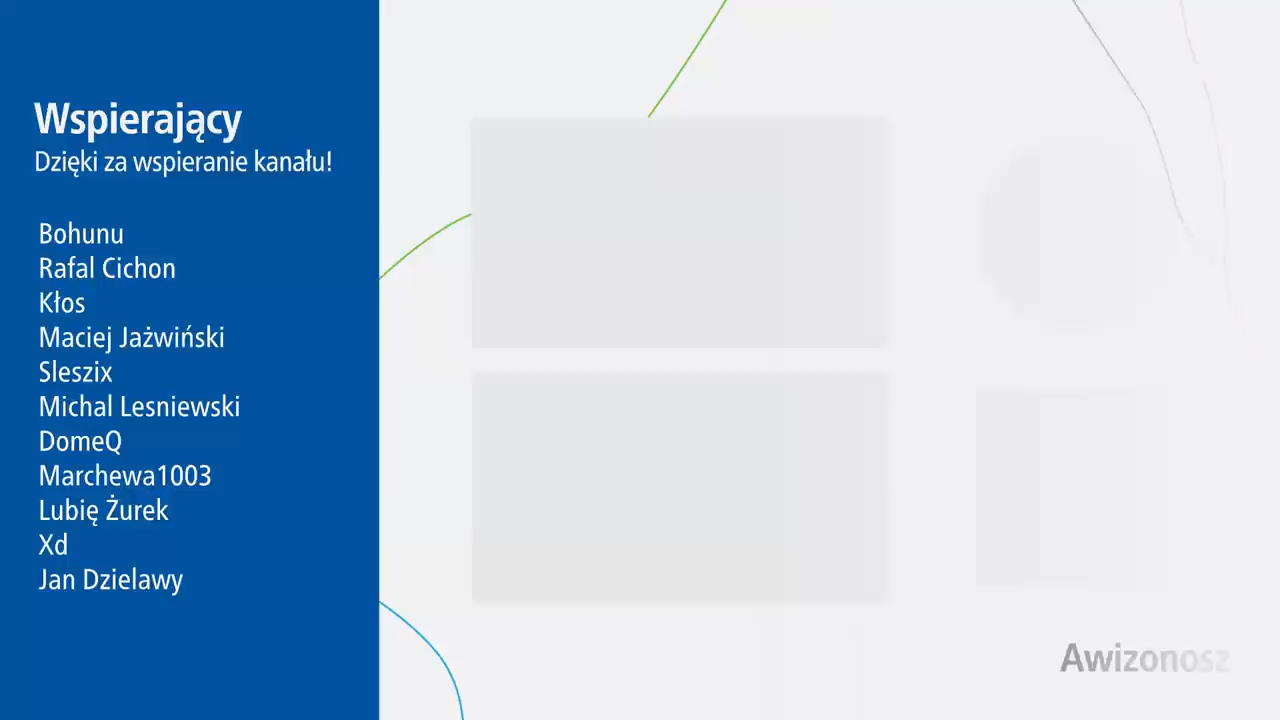 Wspierający
Dzięki za wspieranie kanału!
Bohunu
Rafal Cichon
Kłos
Maciej Jażwiński
Sleszix
Michal Lesniewski
DomeQ
Marchewa1003
Lubię Żurek
Xd
Jan Dzielawy
Awizonosz